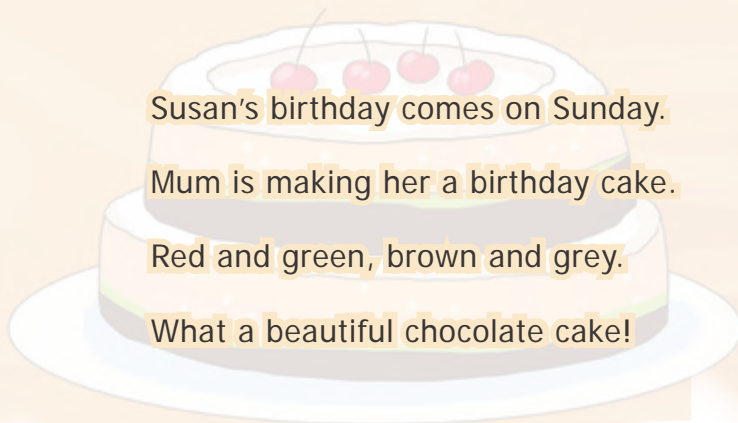 Susan’s birthday comes on Sunday.
Mum is making her a birthday cake.
Red and green, brown and grey.
What a beautiful chocolate cake!